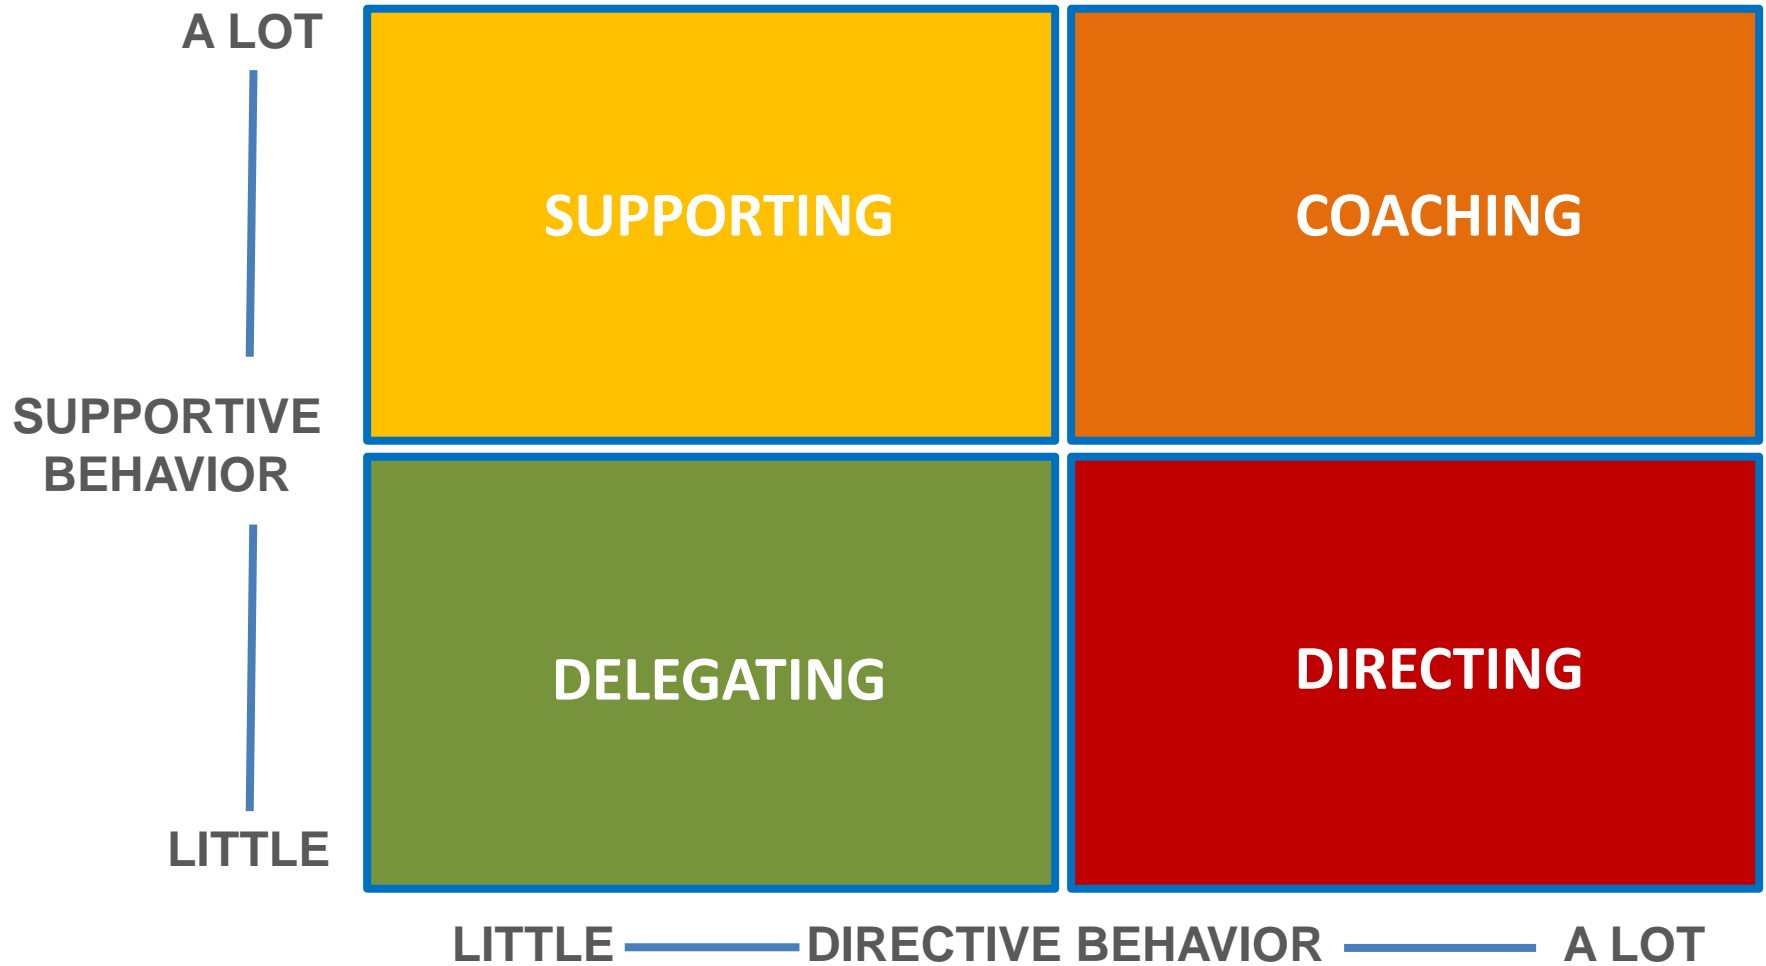 A LOT
SUPPORTING
COACHING
SUPPORTIVE
BEHAVIOR
DELEGATING
DIRECTING
LITTLE
LITTLE DIRECTIVE BEHAVIOR A LOT